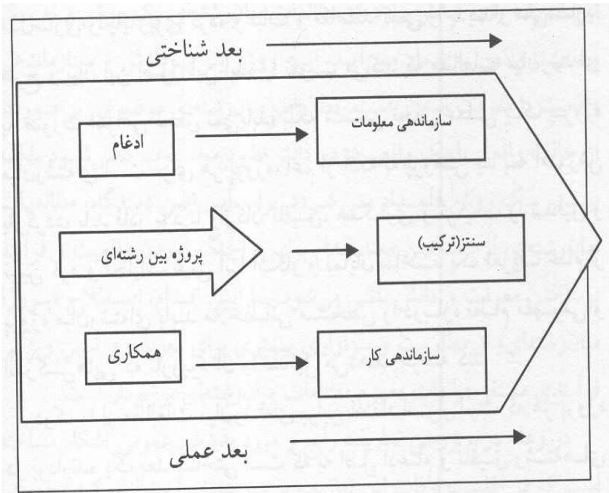 بعد شناختی
سازماندهی معلومات
ادغام
سنتز(ترکیب)
پروژه بین رشته‌ای
سازماندهی کار
همکاری
بعد عملی